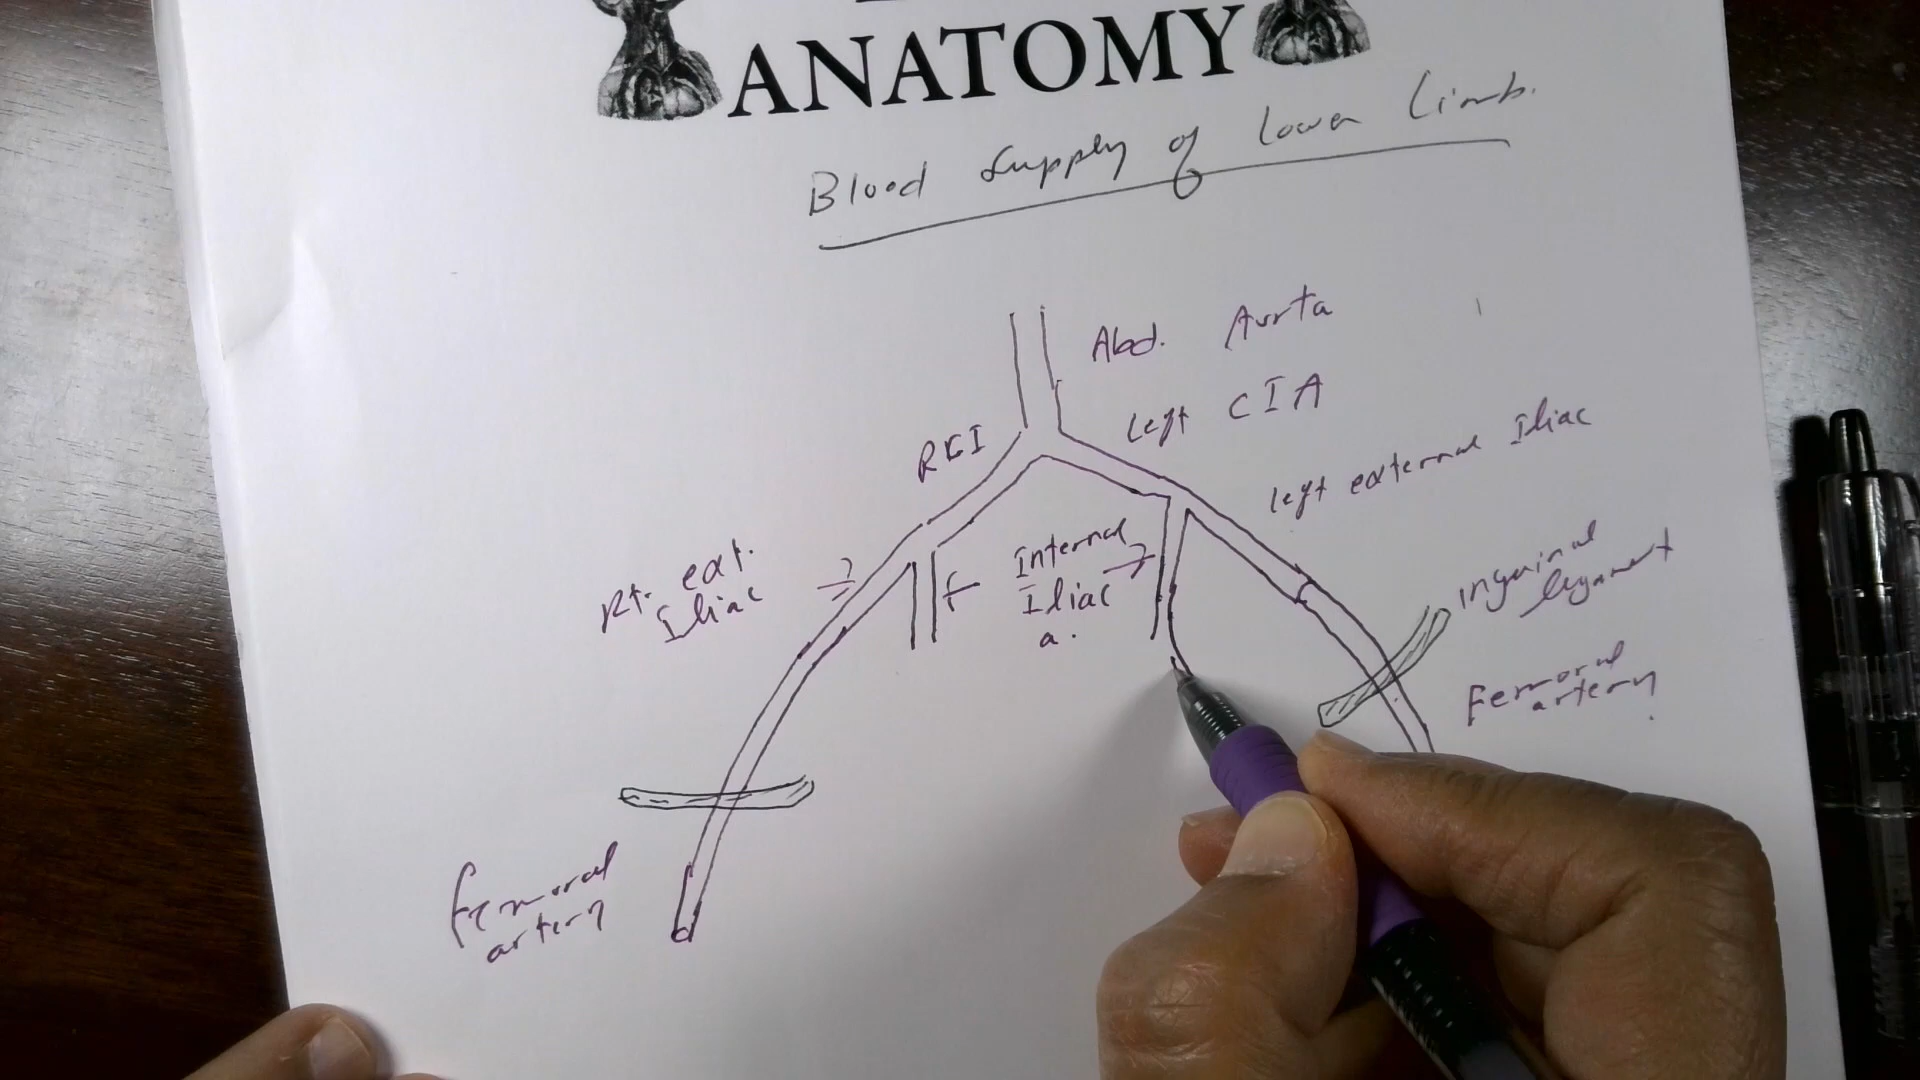 ANATOMY
Blood Supply of Lower Limb.
Abd. Aorta
Left CIA
left external Iliac
Rt. ext.
Iliac
Internal
Iliac
a.
Inguinal
ligament
Femoral
artery
Femoral
artery